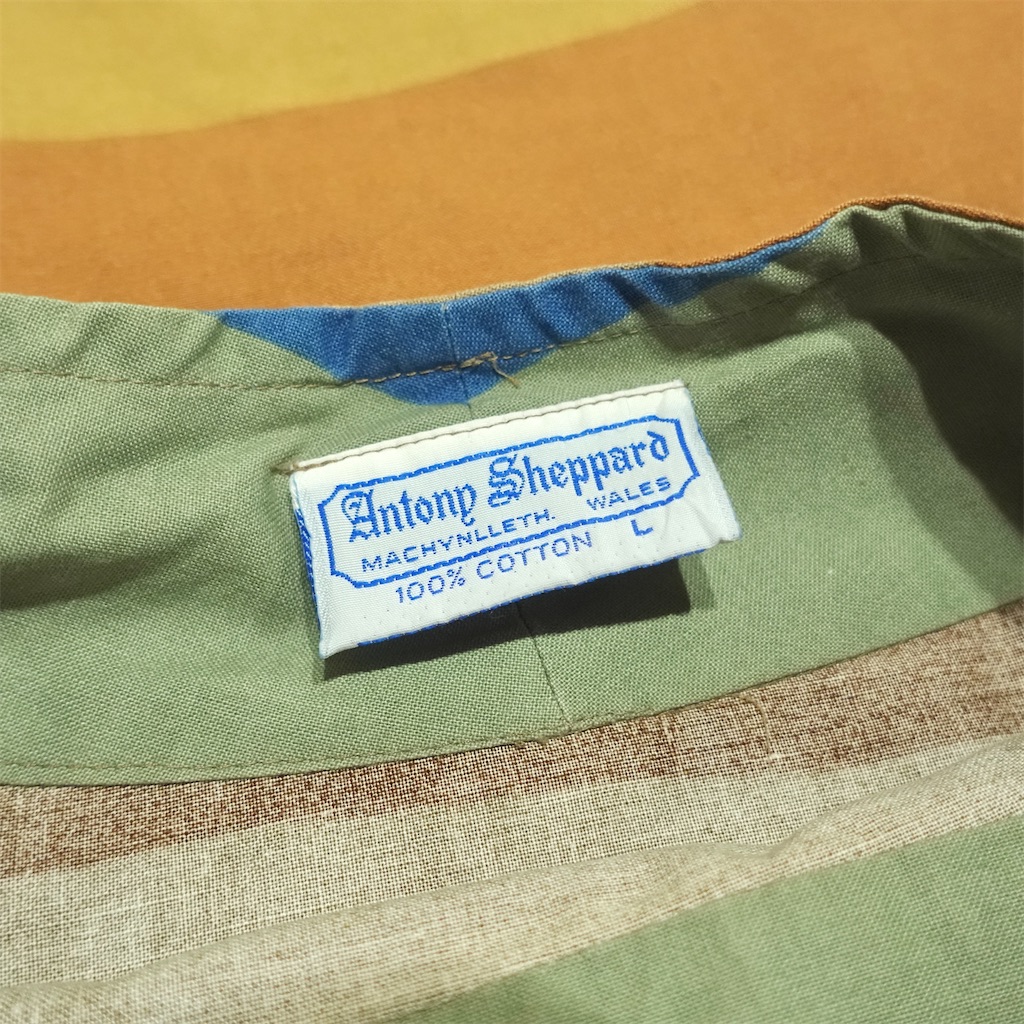 Antony Sheppard
MACHYNLLETH. WALES
100% COTTON L